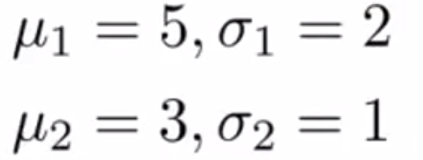 μ₁ = 5, σ₁ = 2
μ₂ = 3, σ₂ = 1